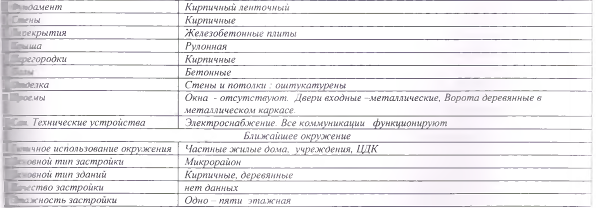 Фундамент Кирпичный ленточный
Стены Кирпичные
Перекрытия Железобетонные плиты
Крыша Рулонная
Перегородки Кирпичные
Полы Бетонные
Отделка Стены и потолки : оштукатурены
Проемы Окна - отсутствуют. Двери входные –металлические, Ворота деревянные в
металлическом каркасе
Сан. Технические устройства Электроснабжение. Все коммуникации функционируют
Ближайшее окружение
Типичное использование окружения Частные жилые дома, учреждения, ЦДК
Основной тип застройки Микрорайон
Основной тип зданий Кирпичные, деревянные
Качество застройки нет данных
Этажность застройки Одно – пяти этажная